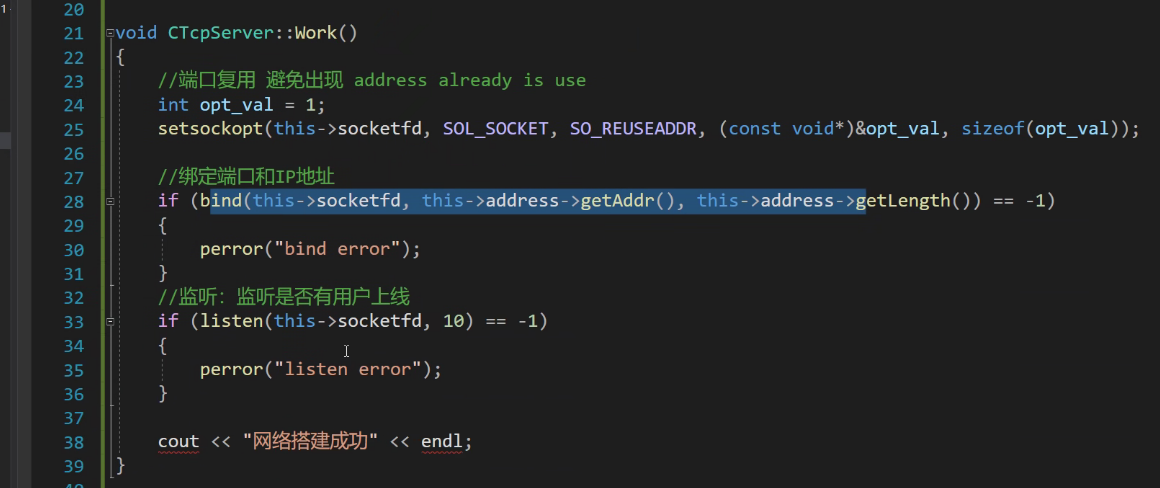 1
20
21 void CTcpServer::Work()
22 {
23 //端口复用 避免出现 address already is use
24 int opt_val = 1;
25 setsockopt(this->socketfd, SOL_SOCKET, SO_REUSEADDR, (const void*)&opt_val, sizeof(opt_val));
26
27 //绑定端口和IP地址
28 if (bind(this->socketfd, this->address->getAddr(), this->address->getLength()) == -1)
29 {
30 perror("bind error");
31 }
32 //监听：监听是否有用户上线
33 if (listen(this->socketfd, 10) == -1)
34 {
35 perror("listen error");
36 }
37
38 cout << "网络搭建成功" << endl;
39 }